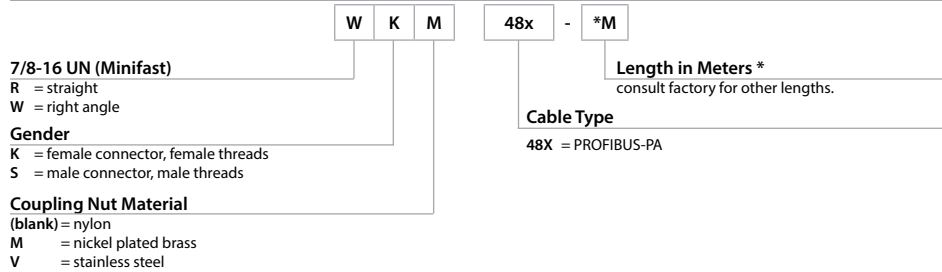 W K M 48x - *M
7/8-16 UN (Minifast)
R = straight
W = right angle
Gender
K = female connector, female threads
S = male connector, male threads
Coupling Nut Material
(blank) = nylon
M = nickel plated brass
V = stainless steel
Length in Meters *
consult factory for other lengths.
Cable Type
48X = PROFIBUS-PA